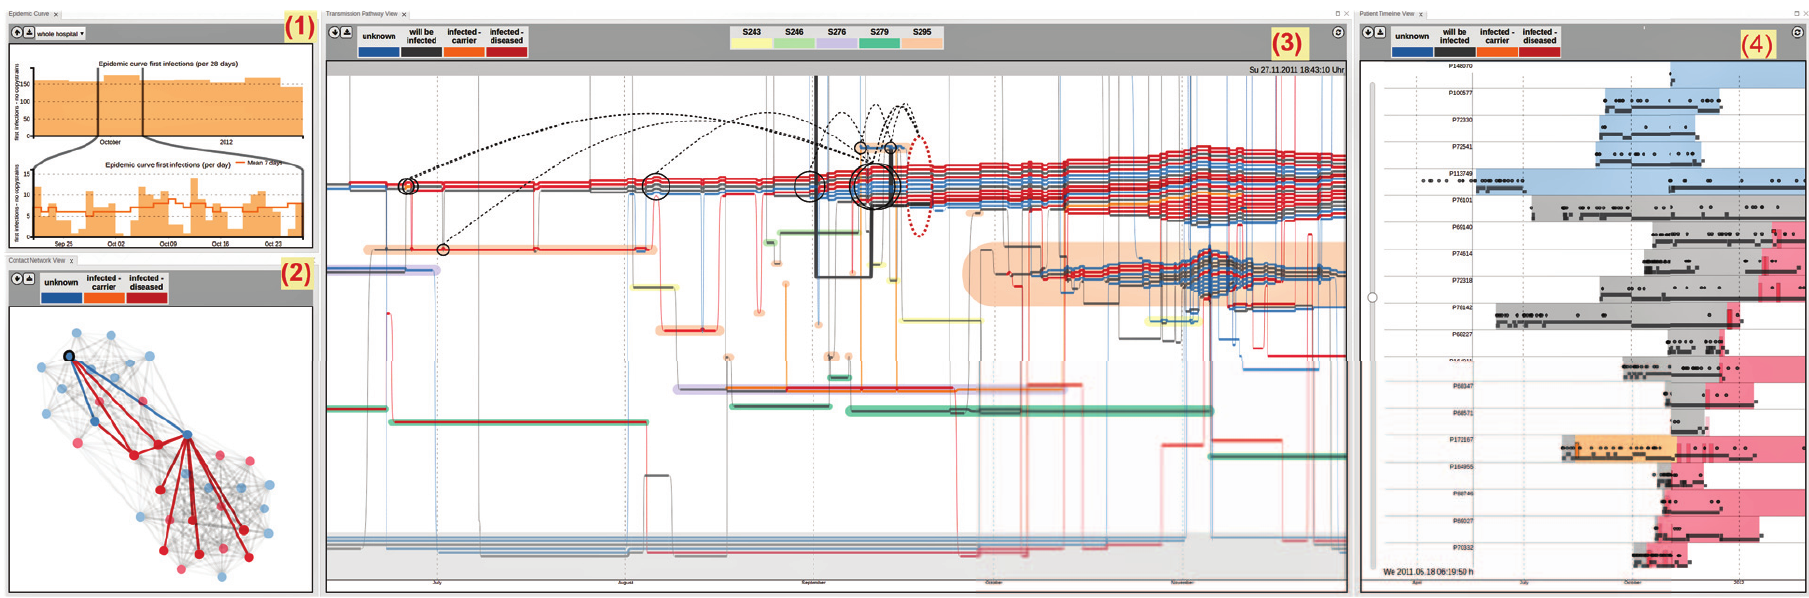 Epidemic Curve x
(1)
whole hospital ▾
Epidemic curve first infections (per 28 days)
first infections - no copystrains
150
100
50
0
October
2012
Epidemic curve first infections (per day)
Mean 7 days
first infections - no copystrains
15
10
5
0
Sep 25
Oct 02
Oct 09
Oct 16
Oct 23
Contact Network View x
(2)
unknown
infected - carrier
infected - diseased
Transmission Pathway View x
unknown
will be infected
infected - carrier
infected - diseased
S243
S246
S276
S279
S295
(3)
Su 27.11.2011 18:43:10 Uhr
July
August
September
October
November
Patient Timeline View x
unknown
will be infected
infected - carrier
infected - diseased
(4)
P148070
P100577
P72330
P72541
P113749
P76101
P69140
P74614
P72318
P76142
P66227
P68347
P68571
P172167
P184955
P68746
P68027
P70332
We 2011.05.18 06:19:50 h
April
July
October
2012